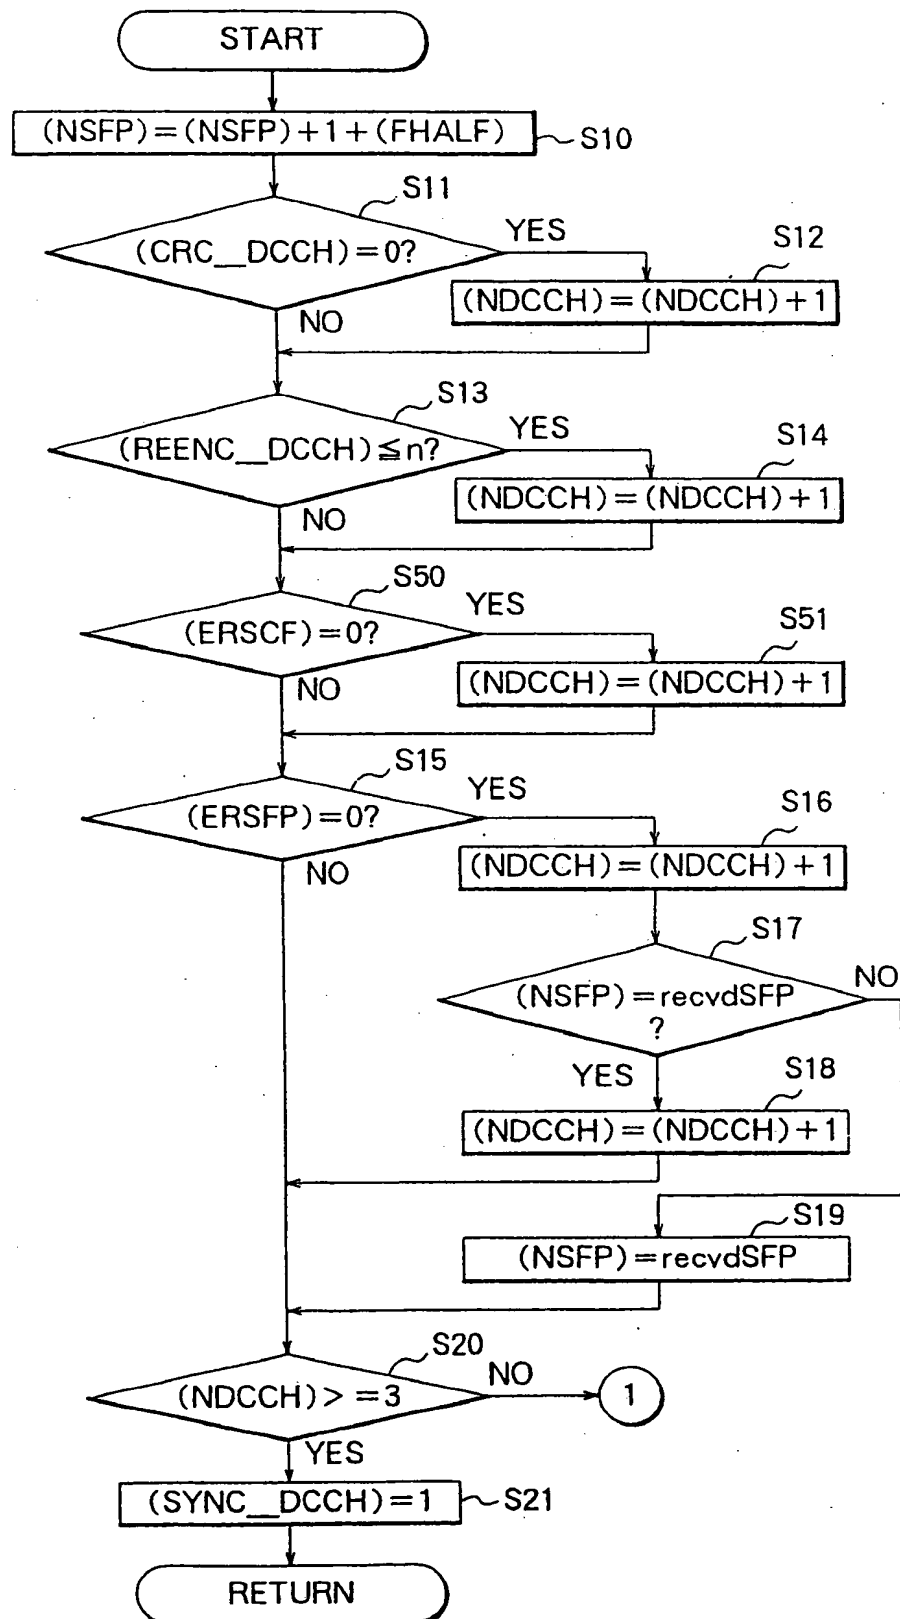 START
(NSFP)=(NSFP)+1+(FHALF)
S10
S11
(CRC__DCCH)=0?
YES
S12
(NDCCH)=(NDCCH)+1
NO
S13
(REENC__DCCH)≦n?
YES
S14
(NDCCH)=(NDCCH)+1
NO
S50
(ERSCF)=0?
YES
S51
(NDCCH)=(NDCCH)+1
NO
S15
(ERSFP)=0?
YES
S16
(NDCCH)=(NDCCH)+1
NO
S17
(NSFP)=recvdSFP
?
NO
YES
S18
(NDCCH)=(NDCCH)+1
S19
(NSFP)=recvdSFP
S20
(NDCCH)>=3
NO
1
YES
(SYNC__DCCH)=1
S21
RETURN